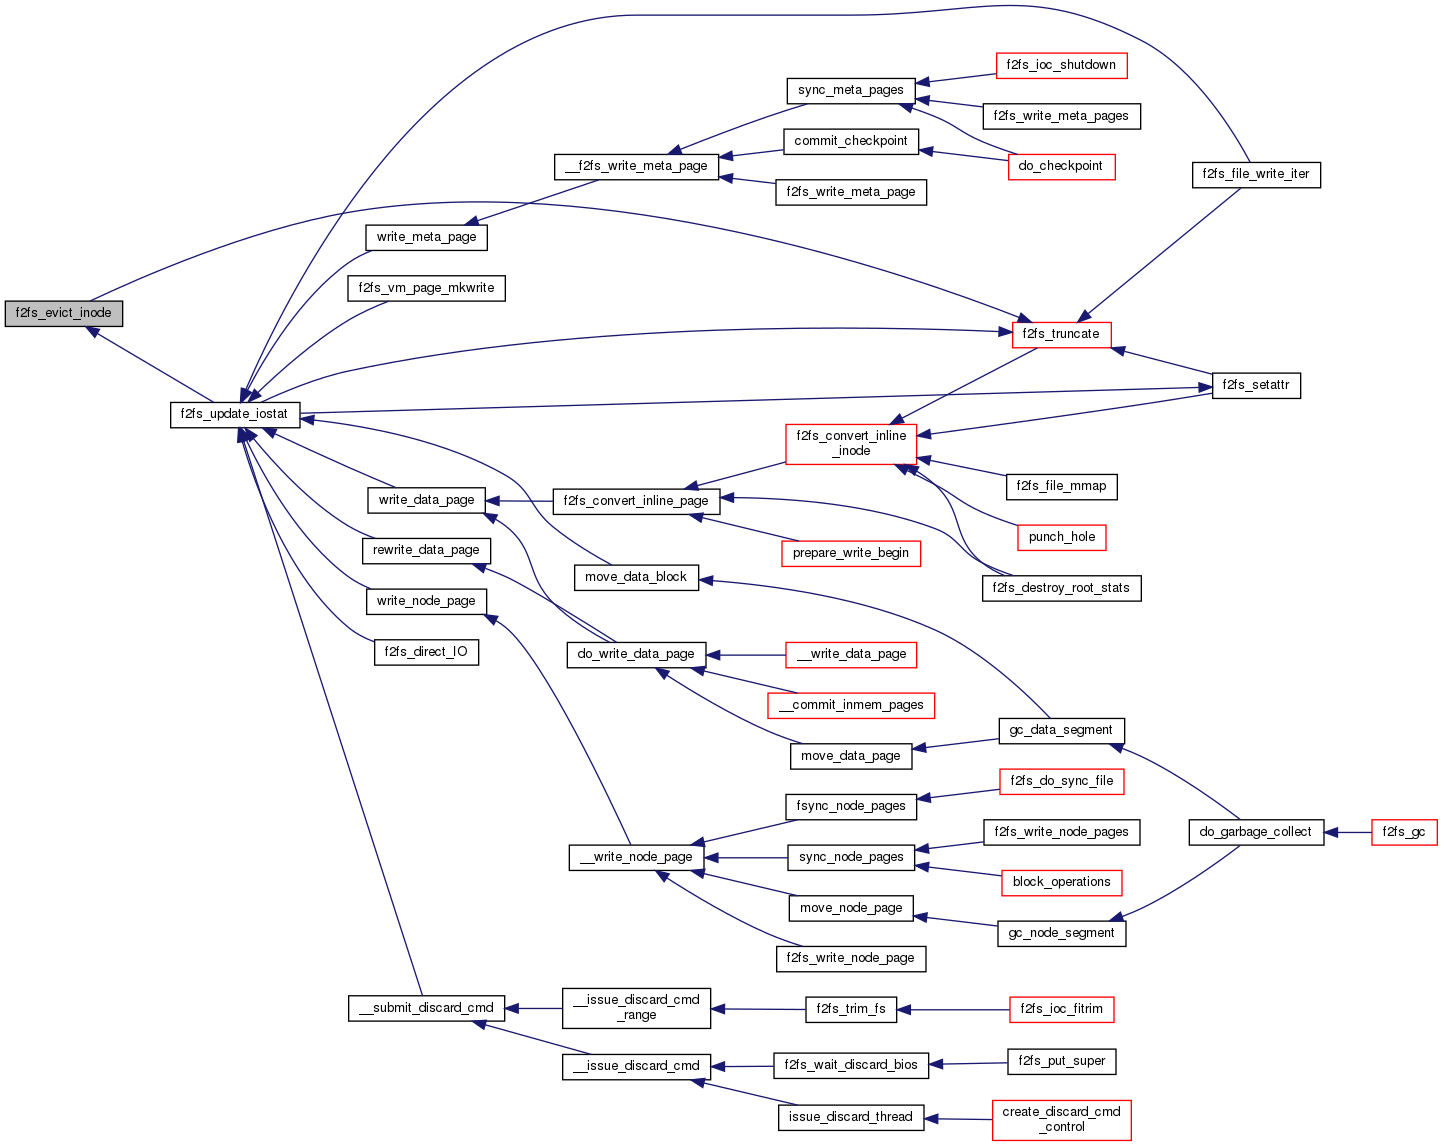 f2fs_ioc_shutdown
sync_meta_pages
f2fs_write_meta_pages
commit_checkpoint
__f2fs_write_meta_page
do_checkpoint
f2fs_file_write_iter
f2fs_write_meta_page
write_meta_page
f2fs_vm_page_mkwrite
f2fs_evict_inode
f2fs_truncate
f2fs_setattr
f2fs_update_iostat
f2fs_convert_inline
_inode
f2fs_file_mmap
write_data_page
f2fs_convert_inline_page
punch_hole
rewrite_data_page
prepare_write_begin
move_data_block
f2fs_destroy_root_stats
write_node_page
f2fs_direct_IO
do_write_data_page
__write_data_page
__commit_inmem_pages
gc_data_segment
move_data_page
f2fs_do_sync_file
fsync_node_pages
f2fs_write_node_pages
do_garbage_collect
f2fs_gc
__write_node_page
sync_node_pages
block_operations
move_node_page
gc_node_segment
f2fs_write_node_page
__submit_discard_cmd
__issue_discard_cmd
_range
f2fs_trim_fs
f2fs_ioc_fitrim
__issue_discard_cmd
f2fs_wait_discard_bios
f2fs_put_super
issue_discard_thread
create_discard_cmd
_control